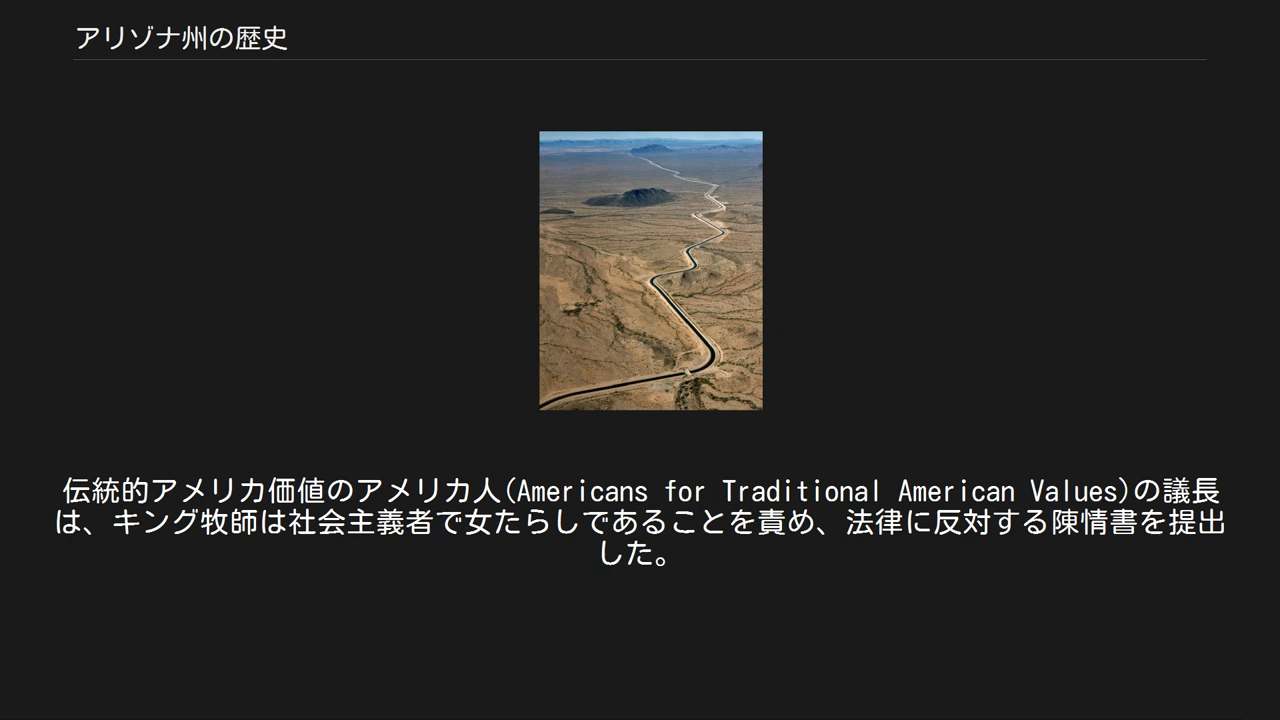 アリゾナ州の歴史
伝統的アメリカ価値のアメリカ人(Americans for Traditional American Values)の議長
は、キング牧師は社会主義者で女たらしであることを責め、法律に反対する陳情書を提出
した。